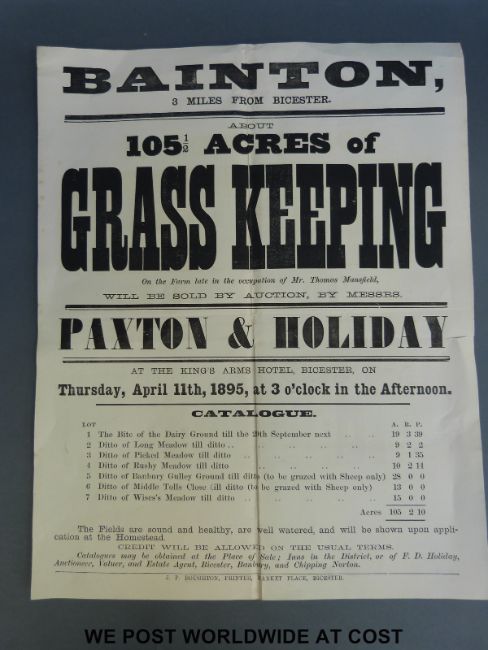 BAINTON,
3 MILES FROM BICESTER.
ABOUT
105½ ACRES of
GRASS KEEPING
On the Farm late in the occupation of Mr. Thomas Mansfield,
WILL BE SOLD BY AUCTION, BY MESSRS.
PAXTON & HOLIDAY
AT THE KING'S ARMS HOTEL, BICESTER, ON
Thursday, April 11th, 1895, at 3 o'clock in the Afternoon.
CATALOGUE.
LOT A. R. P.
1 The Bite of the Dairy Ground till the 29th September next .. .. 19 3 39
2 Ditto of Long Meadow till ditto .. .. .. .. .. 9 2 2
3 Ditto of Picked Meadow till ditto .. .. .. .. .. 9 1 35
4 Ditto of Rushy Meadow till ditto .. .. .. .. 10 2 14
5 Ditto of Banbury Gulley Ground till ditto (to be grazed with Sheep only) 28 0 0
6 Ditto of Middle Tolls Close till ditto (to be grazed with Sheep only) 13 0 0
7 Ditto of Wises's Meadow till ditto .. .. .. .. 15 0 0
Acres 105 2 10
The Fields are sound and healthy, are well watered, and will be shown upon appli-
cation at the Homestead.
CREDIT WILL BE ALLOWED ON THE USUAL TERMS.
Catalogues may be obtained at the Place of Sale; Inns in the District, or of F. D. Holiday,
Auctioneer, Valuer, and Estate Agent, Bicester, Banbury, and Chipping Norton.
PRINTER, MARKET PLACE, BICESTER.
WE POST WORLDWIDE AT COST